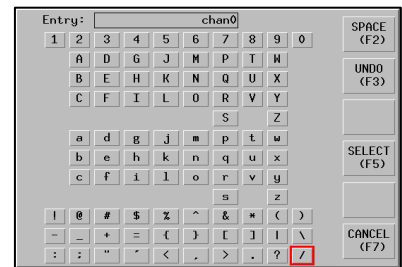 Entry: chan0
SPACE
(F2)
1 2 3 4 5 6 7 8 9 0
A D G J M P T W
UNDO
(F3)
B E H K N Q U X
C F I L O R V Y
S Z
a d g j m p t w
SELECT
(F5)
b e h k n q u x
c f i l o r v y
s z
! @ # $ % ^ & * ( )
- _ + = { } [ ] | \
CANCEL
(F7)
: ; " ' < , > . ? /